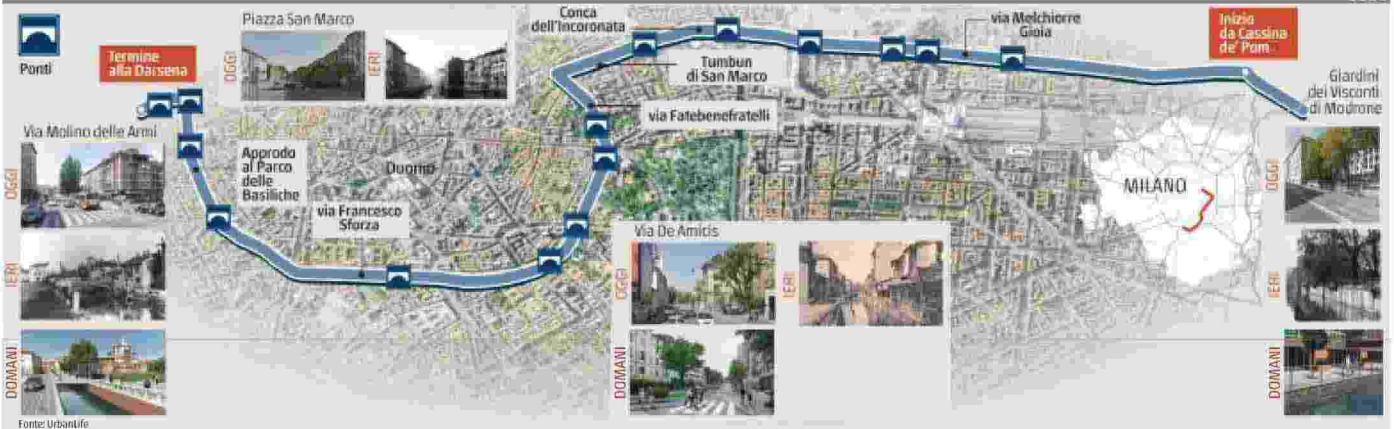 Ponti
Termine
alla Darsena
Piazza San Marco
OGGI
IERI
Conca
dell'Incoronata
Tumbun
di San Marco
via Fatebenefratelli
via Melchiorre
Gioia
Inizio
da Cassina
de' Pom
Giardini
dei Visconti
di Modrone
OGGI
IERI
DOMANI
Via Molino delle Armi
OGGI
IERI
DOMANI
Approdo
al Parco
delle
Basiliche
Duomo
via Francesco
Sforza
Via De Amicis
OGGI
IERI
DOMANI
MILANO
Fonte: UrbanLife